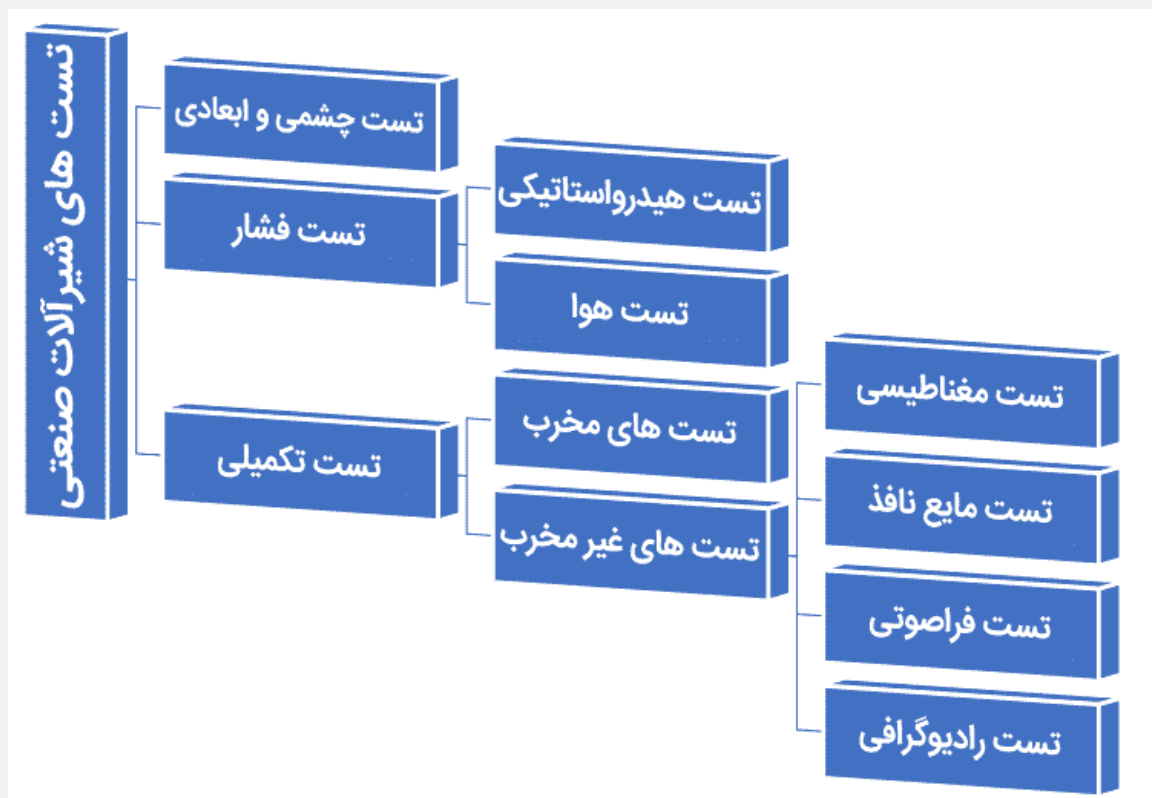 تست های شیرآلات صنعتی
تست چشمی و ابعادی
تست فشار
تست هیدرواستاتیکی
تست هوا
تست تکمیلی
تست های مخرب
تست های غیر مخرب
تست مغناطیسی
تست مایع نافذ
تست فراصوتی
تست رادیوگرافی